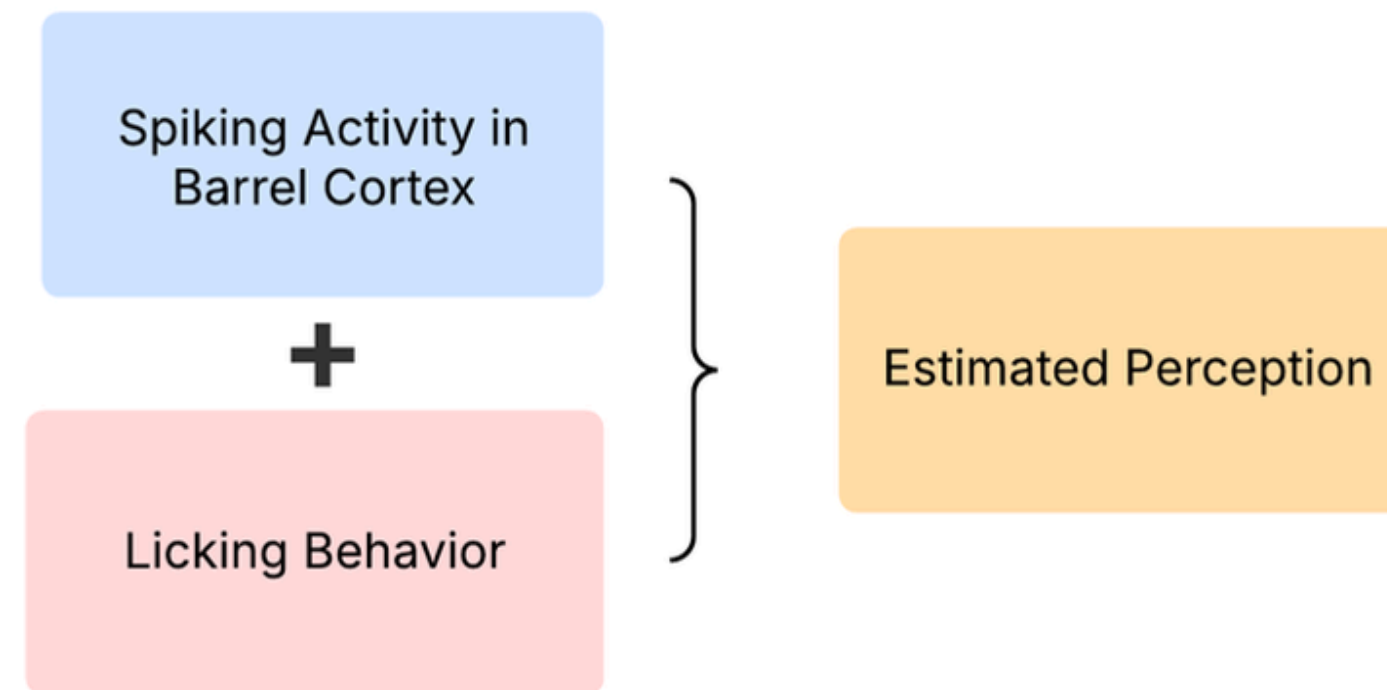 Spiking Activity in
Barrel Cortex
+
Licking Behavior
Estimated Perception